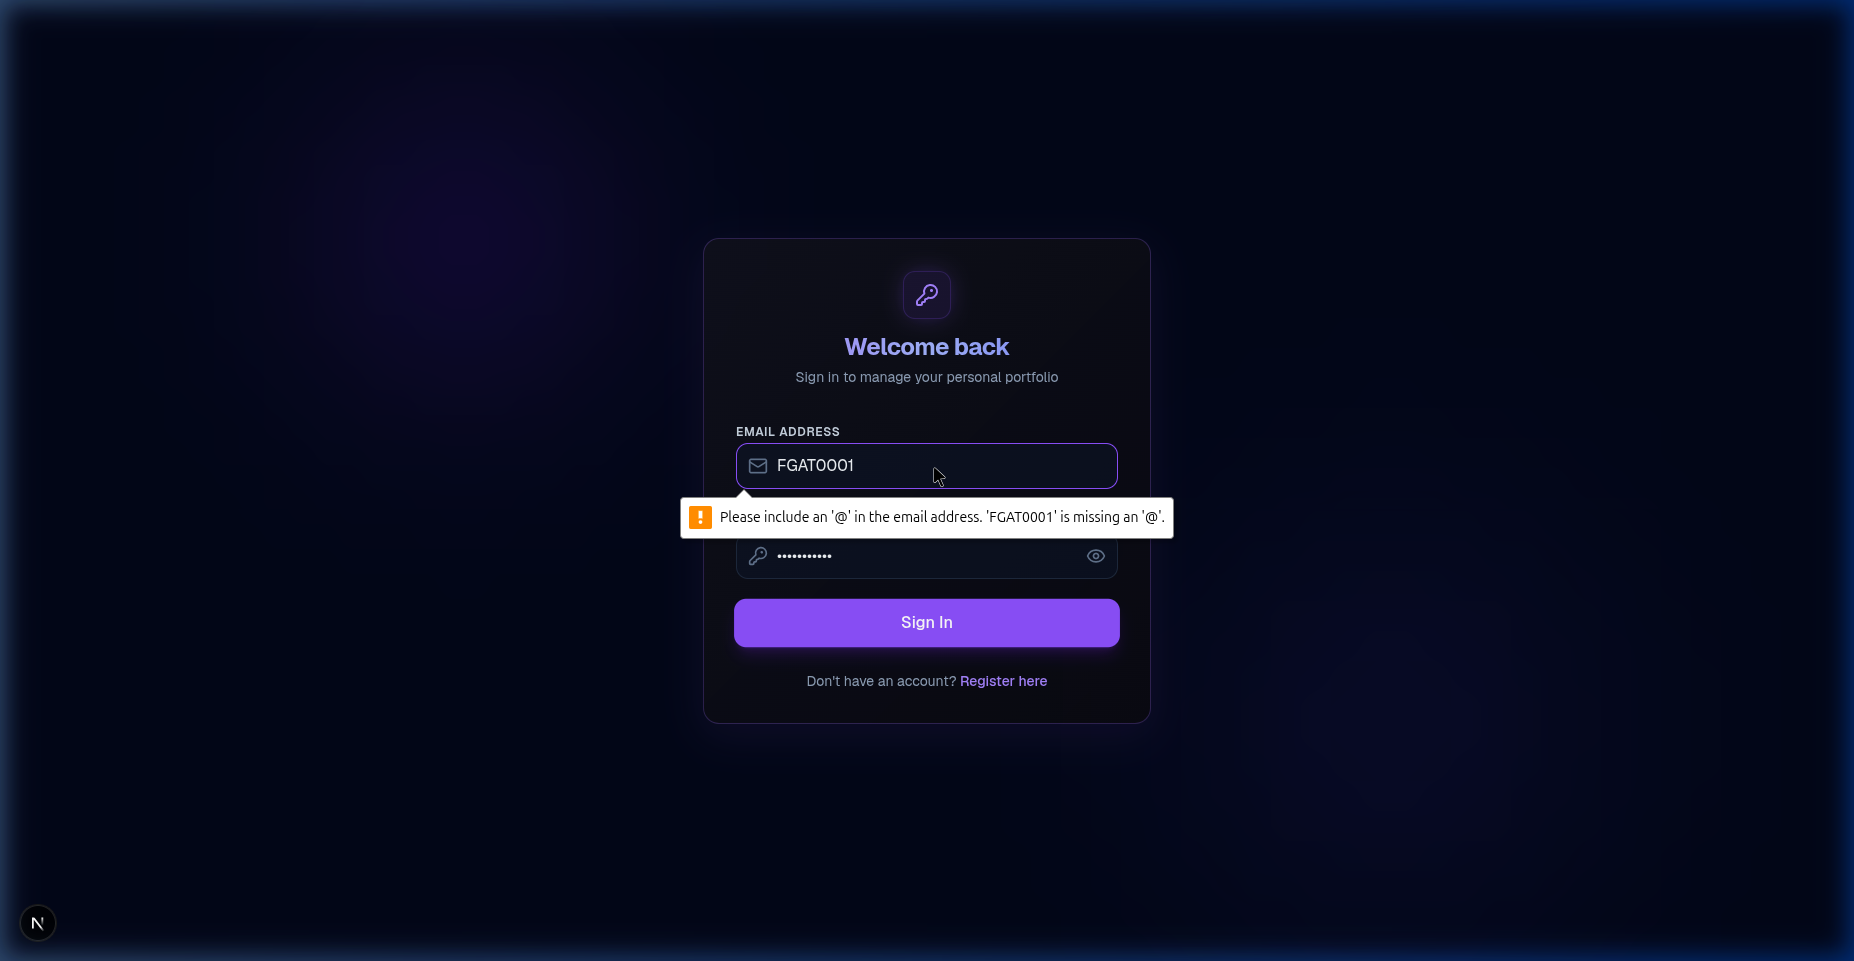 Welcome back
Sign in to manage your personal portfolio
EMAIL ADDRESS
FGAT0001
Please include an '@' in the email address. 'FGAT0001' is missing an '@'.
•••••••••••
Sign In
Don't have an account? Register here
N